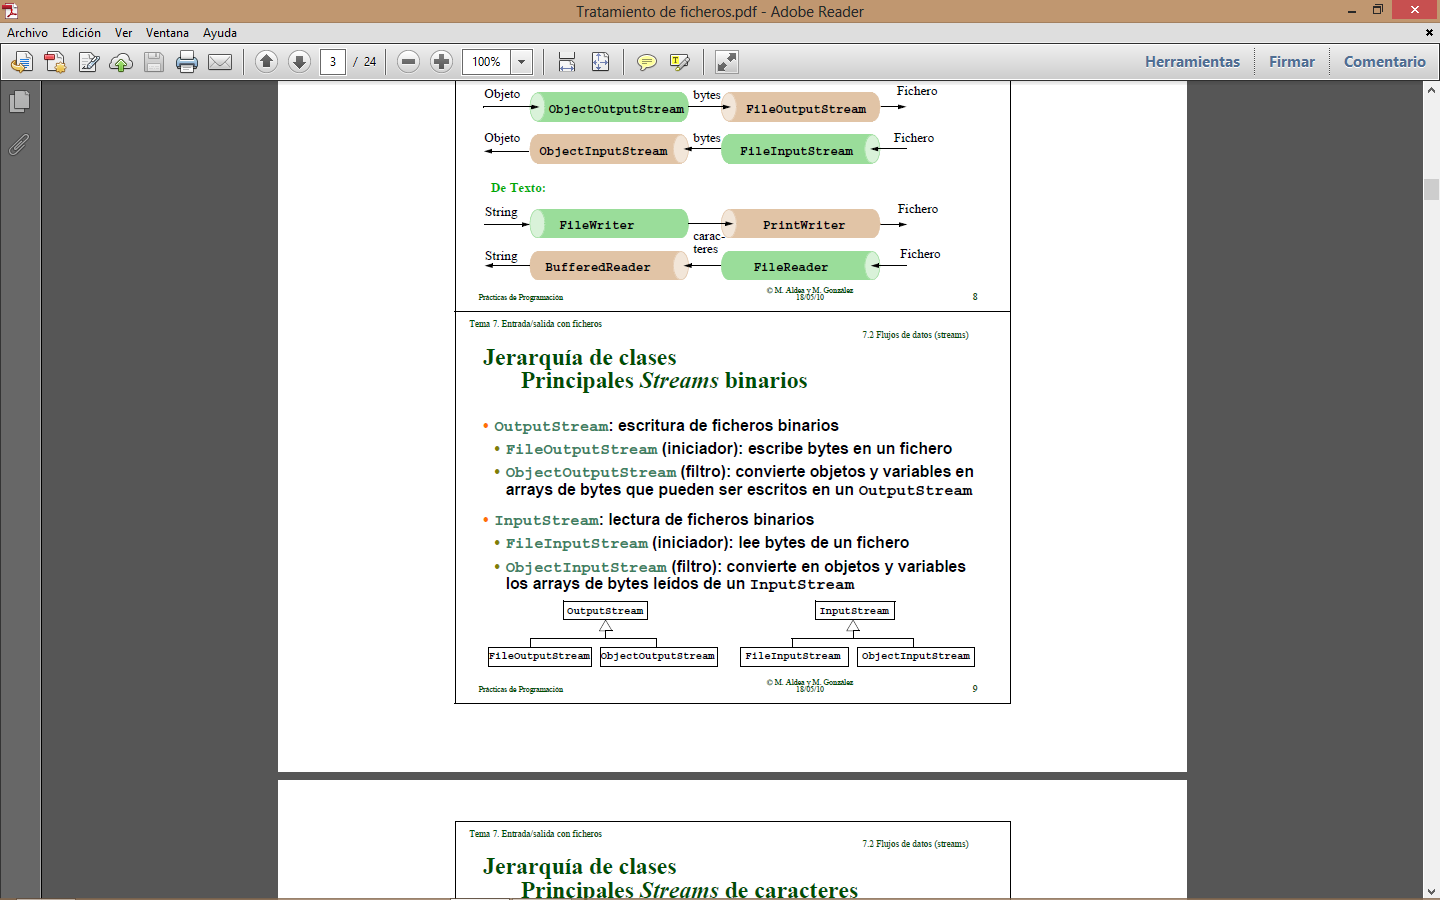 Tratamiento de ficheros.pdf - Adobe Reader
Archivo Edición Ver Ventana Ayuda
3 / 24 100% Herramientas Firmar Comentario
Objeto ObjectOutputStream bytes FileOutputStream Fichero
Objeto ObjectInputStream bytes FileInputStream Fichero
De Texto:
String FileWriter PrintWriter Fichero
carac-
teres
String BufferedReader FileReader Fichero
© M. Aldea y M. González
Prácticas de Programación 18/05/10 8
Tema 7. Entrada/salida con ficheros
7.2 Flujos de datos (streams)
Jerarquía de clases
Principales Streams binarios
• OutputStream: escritura de ficheros binarios
• FileOutputStream (iniciador): escribe bytes en un fichero
• ObjectOutputStream (filtro): convierte objetos y variables en
arrays de bytes que pueden ser escritos en un OutputStream
• InputStream: lectura de ficheros binarios
• FileInputStream (iniciador): lee bytes de un fichero
• ObjectInputStream (filtro): convierte en objetos y variables
los arrays de bytes leídos de un InputStream
OutputStream InputStream
FileOutputStream ObjectOutputStream FileInputStream ObjectInputStream
© M. Aldea y M. González
Prácticas de Programación 18/05/10 9
Tema 7. Entrada/salida con ficheros
7.2 Flujos de datos (streams)
Jerarquía de clases
Principales Streams de caracteres